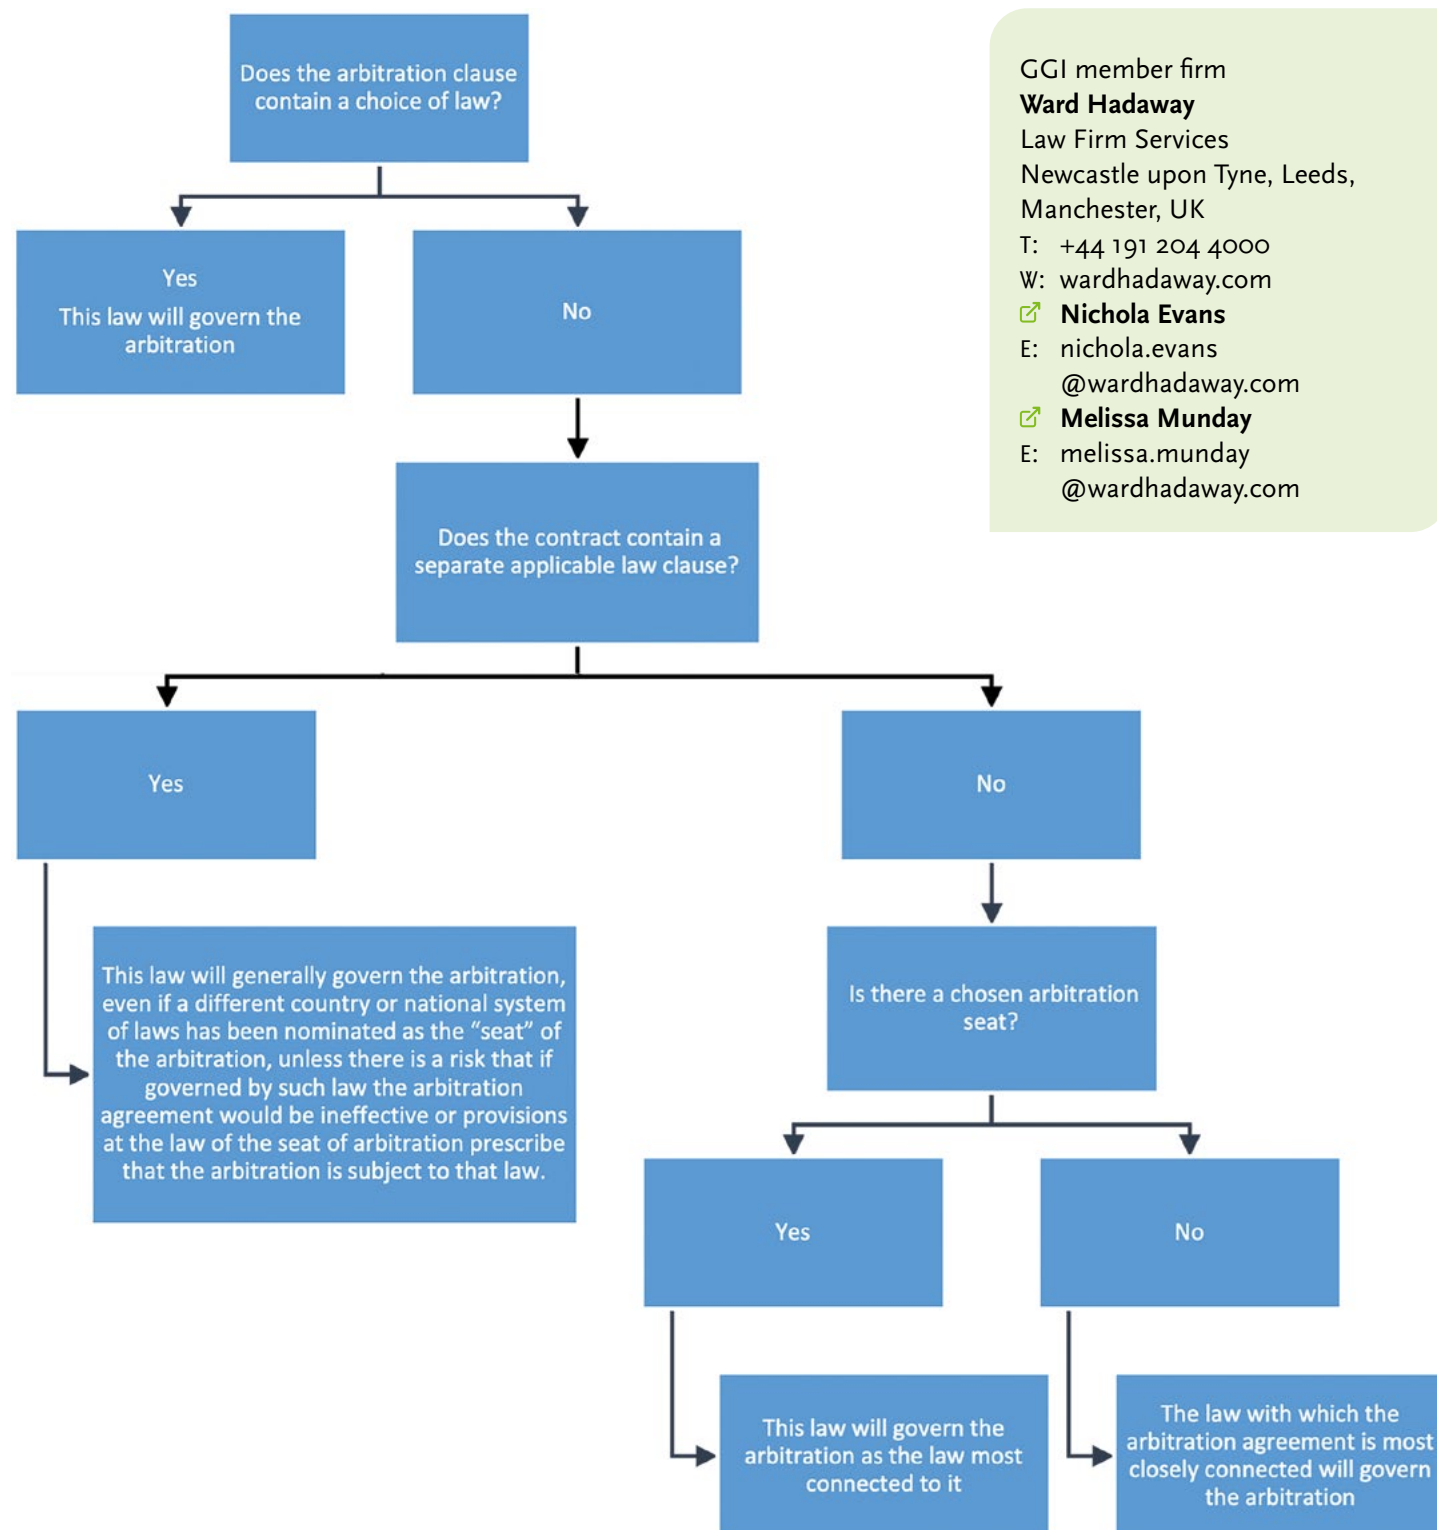 Does the arbitration clause
contain a choice of law?
Yes
This law will govern the
arbitration
No
Does the contract contain a
separate applicable law clause?
Yes
No
This law will generally govern the arbitration,
even if a different country or national system
of laws has been nominated as the “seat” of
the arbitration, unless there is a risk that if
governed by such law the arbitration
agreement would be ineffective or provisions
at the law of the seat of arbitration prescribe
that the arbitration is subject to that law.
Is there a chosen arbitration
seat?
Yes
No
This law will govern the
arbitration as the law most
connected to it
The law with which the
arbitration agreement is most
closely connected will govern
the arbitration
GGI member firm
Ward Hadaway
Law Firm Services
Newcastle upon Tyne, Leeds,
Manchester, UK
T: +44 191 204 4000
W: wardhadaway.com
Nichola Evans
E: nichola.evans
@wardhadaway.com
Melissa Munday
E: melissa.munday
@wardhadaway.com